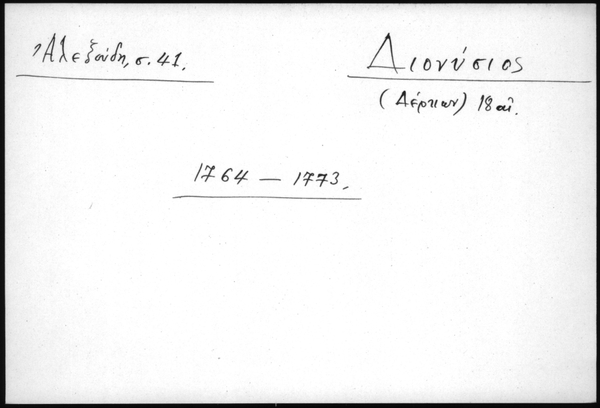 Ἀλεξούδη, σ. 41.
Διονύσιος
(Δέρκων) 18 αἰ.
1764 — 1773.